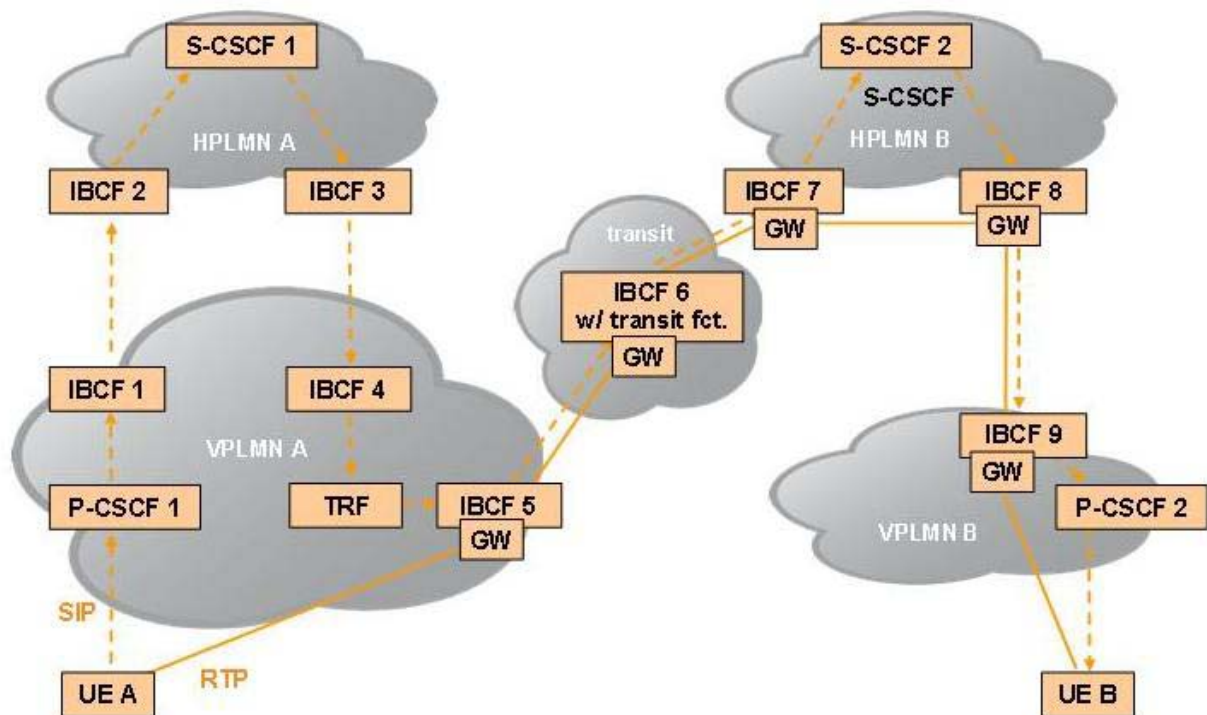 S-CSCF 1
S-CSCF 2
S-CSCF
HPLMN A
HPLMN B
IBCF 2
IBCF 3
IBCF 7
GW
IBCF 8
GW
transit
IBCF 6
w/ transit fct.
GW
IBCF 1
IBCF 4
VPLMN A
IBCF 9
GW
P-CSCF 1
TRF
IBCF 5
GW
P-CSCF 2
VPLMN B
SIP
RTP
UE A
UE B